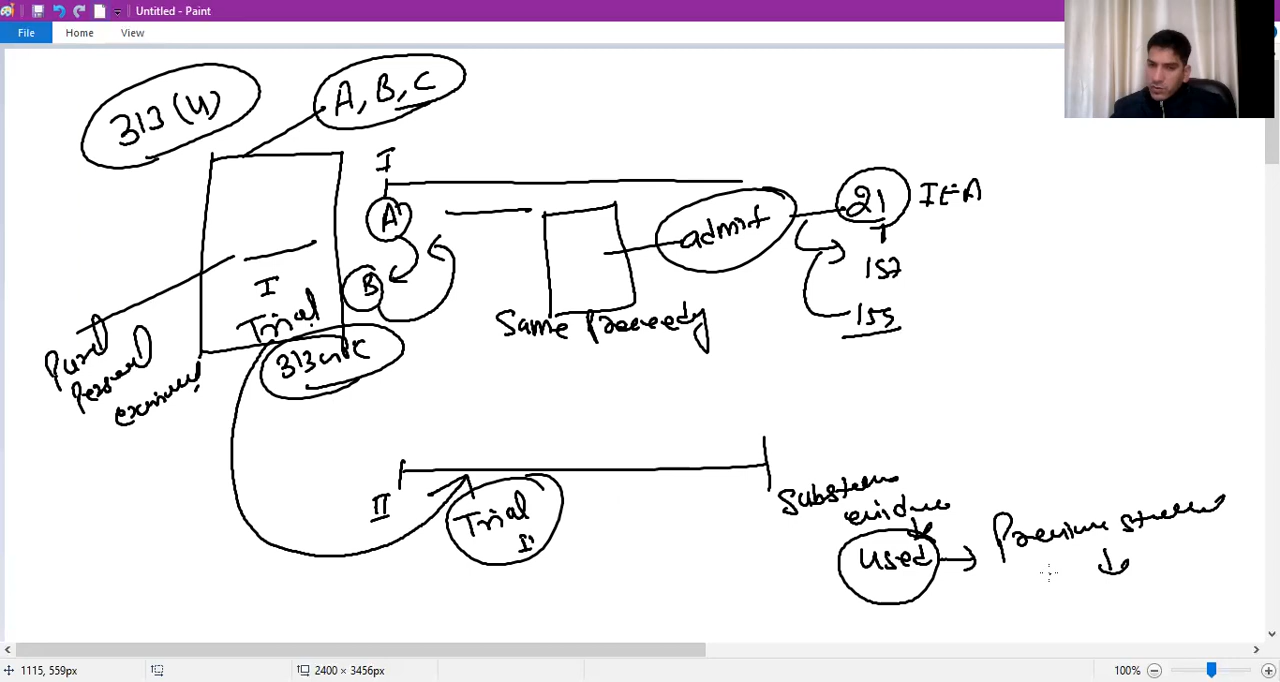 Untitled - Paint
File Home View
313 (4)
A, B, C
I
A
B
admit
21 IEA
157
155
I
Trial
313 CrPC
Same Proceedy
II
Trial
II
used
1115, 559px
2400 × 3456px
100%